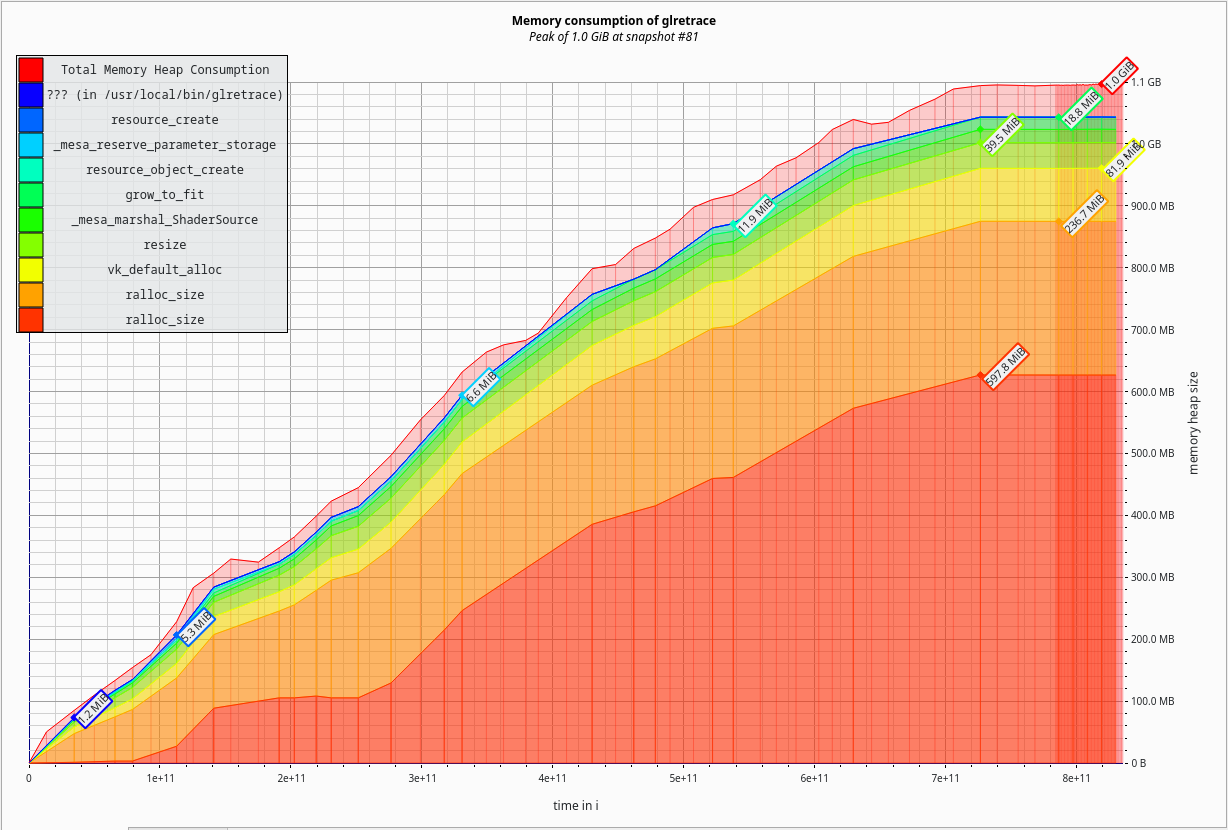 Memory consumption of glretrace
Peak of 1.0 GiB at snapshot #81
Total Memory Heap Consumption
??? (in /usr/local/bin/glretrace)
resource_create
_mesa_reserve_parameter_storage
resource_object_create
grow_to_fit
_mesa_marshal_ShaderSource
resize
vk_default_alloc
ralloc_size
ralloc_size
1.0 GiB
18.8 MiB
39.5 MiB
81.9 MiB
236.7 MiB
11.9 MiB
597.8 MiB
6.6 MiB
5.3 MiB
1.2 MiB
1.1 GB
0 GB
900.0 MB
800.0 MB
700.0 MB
600.0 MB
500.0 MB
400.0 MB
300.0 MB
200.0 MB
100.0 MB
0 B
memory heap size
0
1e+11
2e+11
3e+11
4e+11
5e+11
6e+11
7e+11
8e+11
time in i